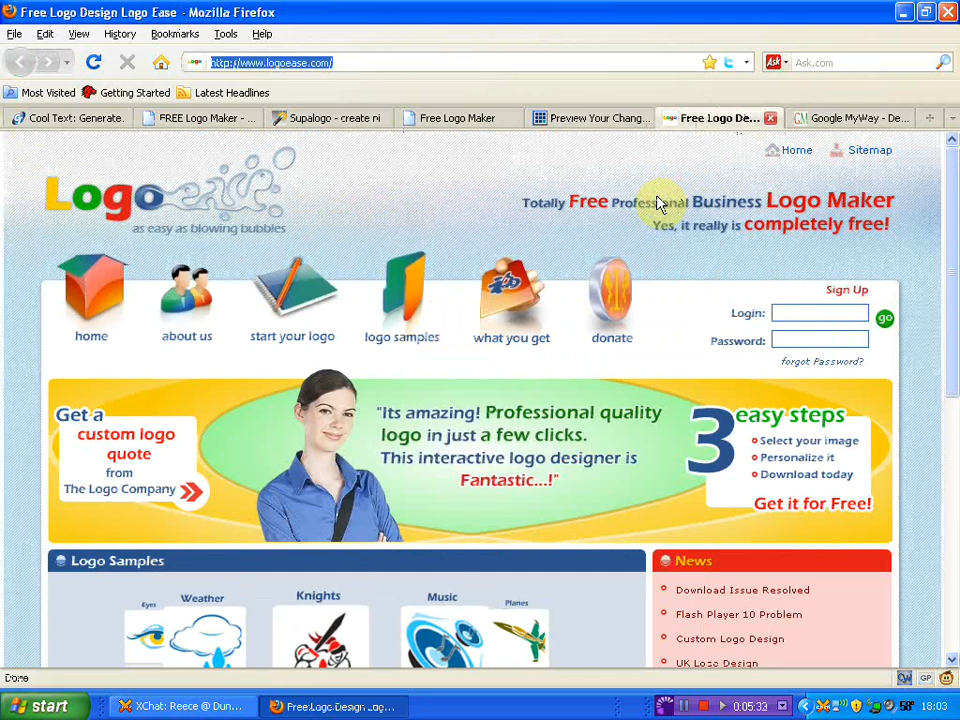 Free Logo Design Logo Ease - Mozilla Firefox
File Edit View History Bookmarks Tools Help
http://www.logoease.com/
Ask Ask.com
Most Visited Getting Started Latest Headlines
Cool Text: Generate. FREE Logo Maker - ... Supalogo - create ni Free Logo Maker Preview Your Chang... Free Logo De... Google MyWay - De...
Home Sitemap
Logo ease
as easy as blowing bubbles
Totally Free Professional Business Logo Maker
Yes, it really is completely free!
home about us start your logo logo samples what you get donate
Sign Up
Login: go
Password:
forgot Password?
Get a
custom logo
quote
from
The Logo Company
"Its amazing! Professional quality
logo in just a few clicks.
This interactive logo designer is
Fantastic...!"
3 easy steps
Select your image
Personalize it
Download today
Get it for Free!
Logo Samples
Eyes Weather Knights Music Planes
News
Download Issue Resolved
Flash Player 10 Problem
Custom Logo Design
UK Logo Design
Done
GP
start XChat: Reece @ Dun... Free Logo Design Log... 0:05:33 58° 18:03